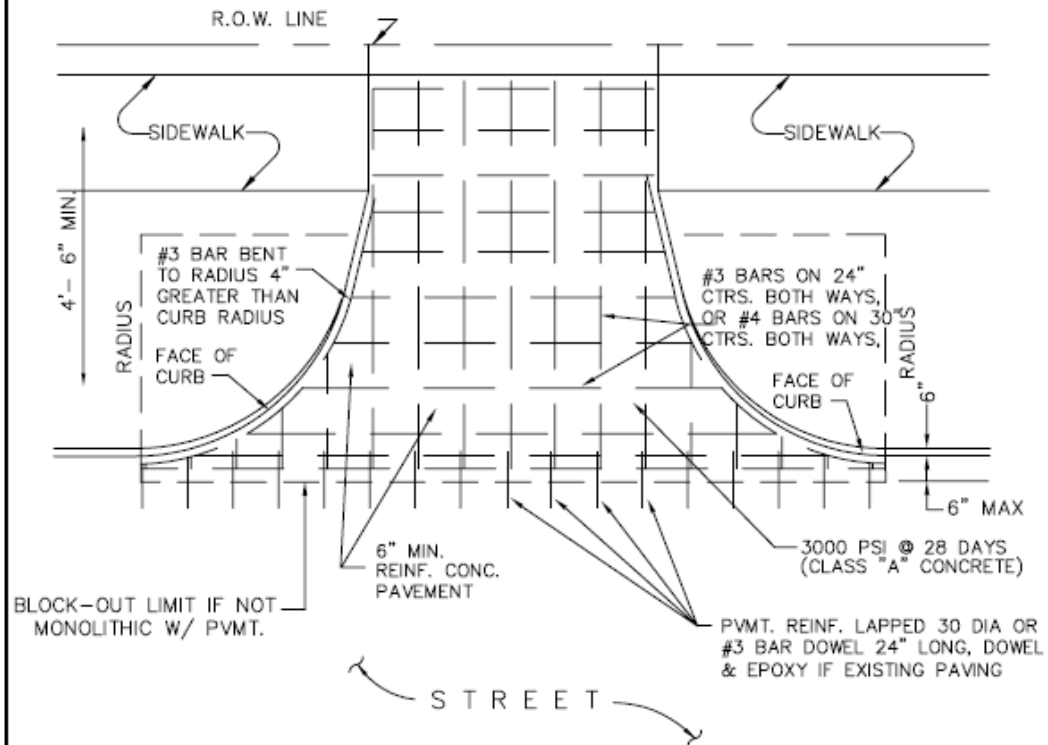 R.O.W. LINE
SIDEWALK
SIDEWALK
4'- 6" MIN.
RADIUS
#3 BAR BENT
TO RADIUS 4"
GREATER THAN
CURB RADIUS
FACE OF
CURB
#3 BARS ON 24"
CTRS. BOTH WAYS,
OR #4 BARS ON 30"
CTRS. BOTH WAYS,
RADIUS
FACE OF
CURB
6"
6" MAX
6" MIN.
REINF. CONC.
PAVEMENT
3000 PSI @ 28 DAYS
(CLASS "A" CONCRETE)
BLOCK-OUT LIMIT IF NOT
MONOLITHIC W/ PVMT.
PVMT. REINF. LAPPED 30 DIA OR
#3 BAR DOWEL 24" LONG, DOWEL
& EPOXY IF EXISTING PAVING
STREET